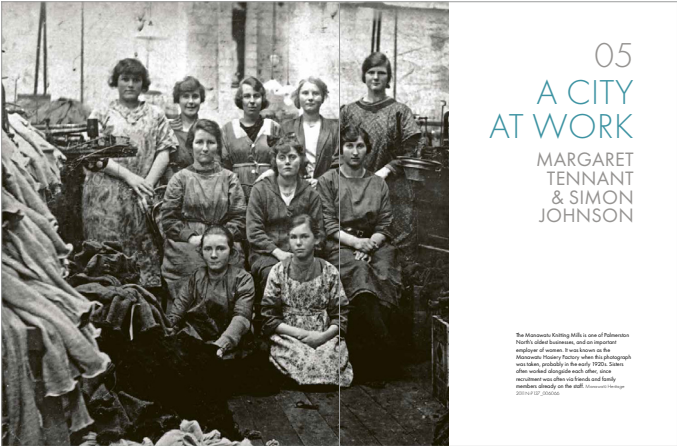 05
A CITY
AT WORK
MARGARET
TENNANT
& SIMON
JOHNSON
The Manawatu Knitting Mills is one of Palmerston
North's oldest businesses, and an important
employer of women. It was known as the
Manawatu Hosiery Factory when this photograph
was taken, probably in the early 1920s. Sisters
often worked alongside each other, since
recruitment was often via friends and family
members already on the staff. Manawatū Heritage